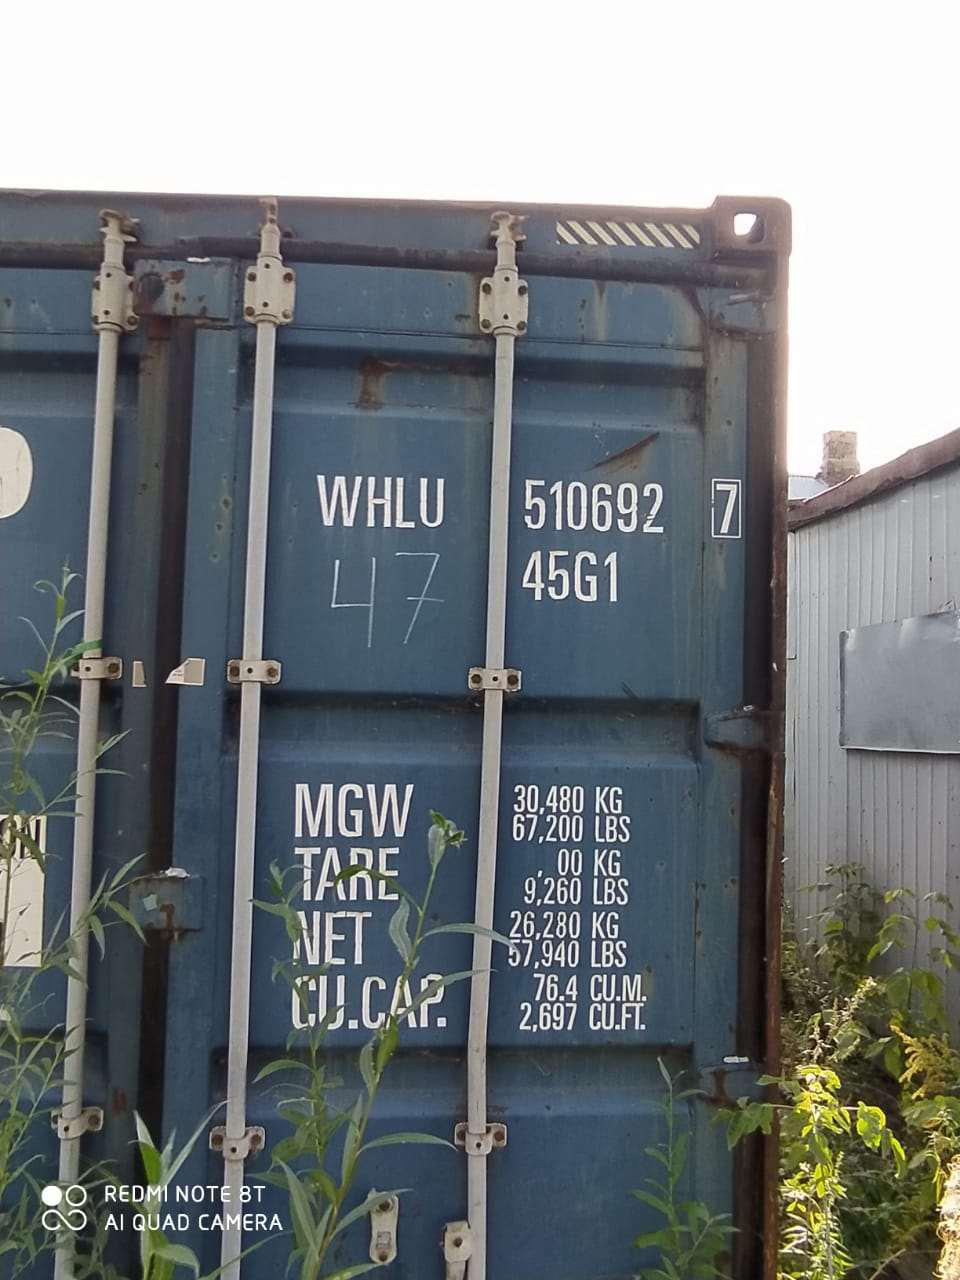 WHLU 510692 7
45G1
47
MGW 30,480 KG
67,200 LBS
TARE , 00 KG
9,260 LBS
NET 26,280 KG
57,940 LBS
CU.CAP. 76.4 CU.M.
2,697 CU.FT.
REDMI NOTE 8T
AI QUAD CAMERA